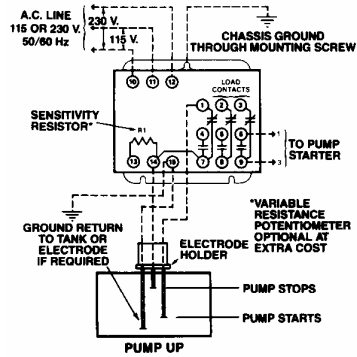 A.C. LINE
115 OR 230 V.
50/60 Hz
230 V.
115 V.
CHASSIS GROUND
THROUGH MOUNTING SCREW
10 11 12
LOAD
CONTACTS
1 2 3
SENSITIVITY
RESISTOR*
R1
4 5 6
1
TO PUMP
STARTER
3
13 14 15 7 8 9
GROUND RETURN
TO TANK OR
ELECTRODE
IF REQUIRED
ELECTRODE
HOLDER
*VARIABLE
RESISTANCE
POTENTIOMETER
OPTIONAL AT
EXTRA COST
PUMP STOPS
PUMP STARTS
PUMP UP